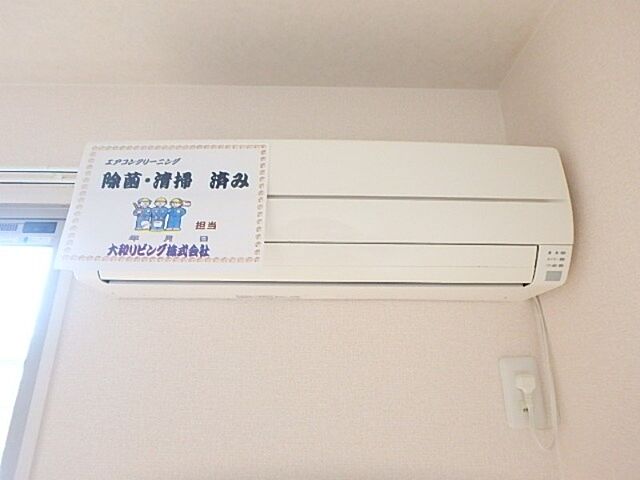 エアコンクリーニング
除菌・清掃 済み
担当
年 月 日
大和リビング株式会社